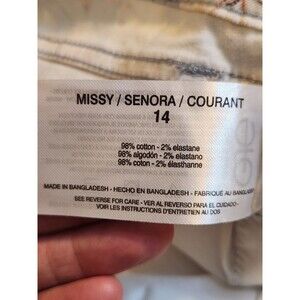 MISSY / SENORA / COURANT
14
98% cotton - 2% elastane
98% algodón - 2% elastano
98% coton - 2% élasthanne
MADE IN BANGLADESH - HECHO EN BANGLADESH - FABRIQUÉ AU BANGLADESH
SEE REVERSE FOR CARE - VER AL REVERSO PARA EL CUIDADO -
VOIR LES INSTRUCTIONS D'ENTRETIEN AU DOS